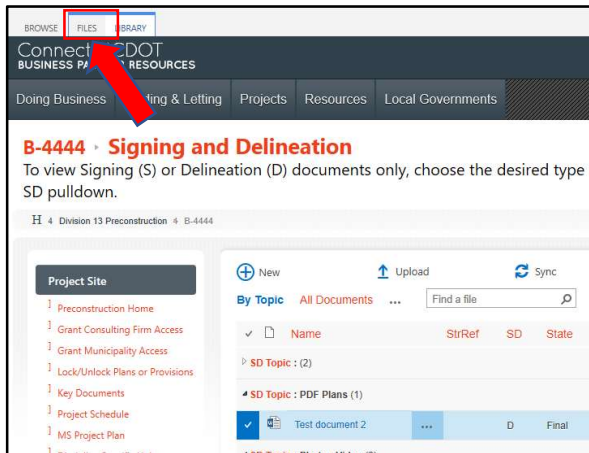 BROWSE FILES LIBRARY
Connect CDOT
BUSINESS PA R RESOURCES
Doing Business ding & Letting Projects Resources Local Governments
B-4444 Signing and Delineation
To view Signing (S) or Delineation (D) documents only, choose the desired type
SD pulldown.
H 4 Division 13 Preconstruction 4 B-4444
Project Site
] Preconstruction Home
] Grant Consulting Firm Access
] Grant Municipality Access
] Lock/Unlock Plans or Provisions
] Key Documents
] Project Schedule
] MS Project Plan
New Upload Sync
By Topic All Documents ... Find a file
Name StrRef SD State
SD Topic : (2)
SD Topic : PDF Plans (1)
Test document 2 ... D Final